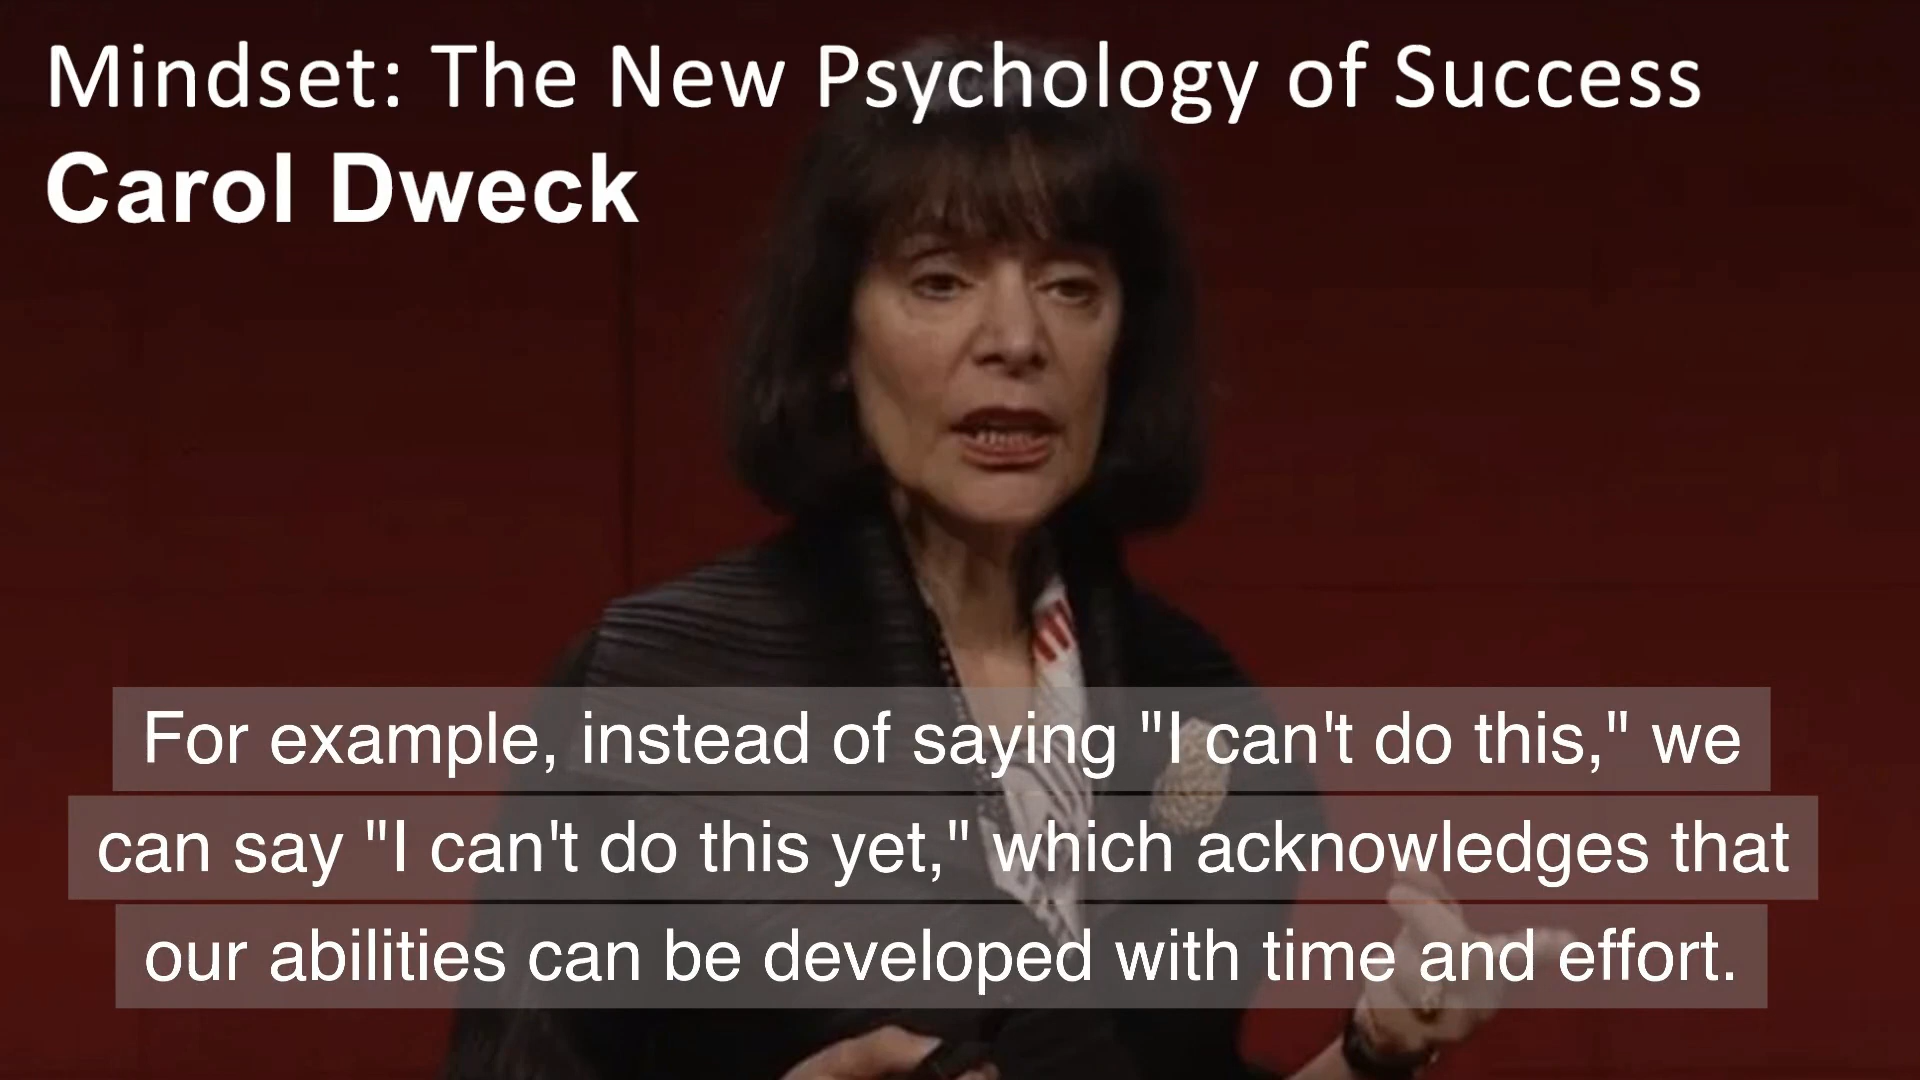 Mindset: The New Psychology of Success
Carol Dweck
For example, instead of saying "I can't do this," we
can say "I can't do this yet," which acknowledges that
our abilities can be developed with time and effort.